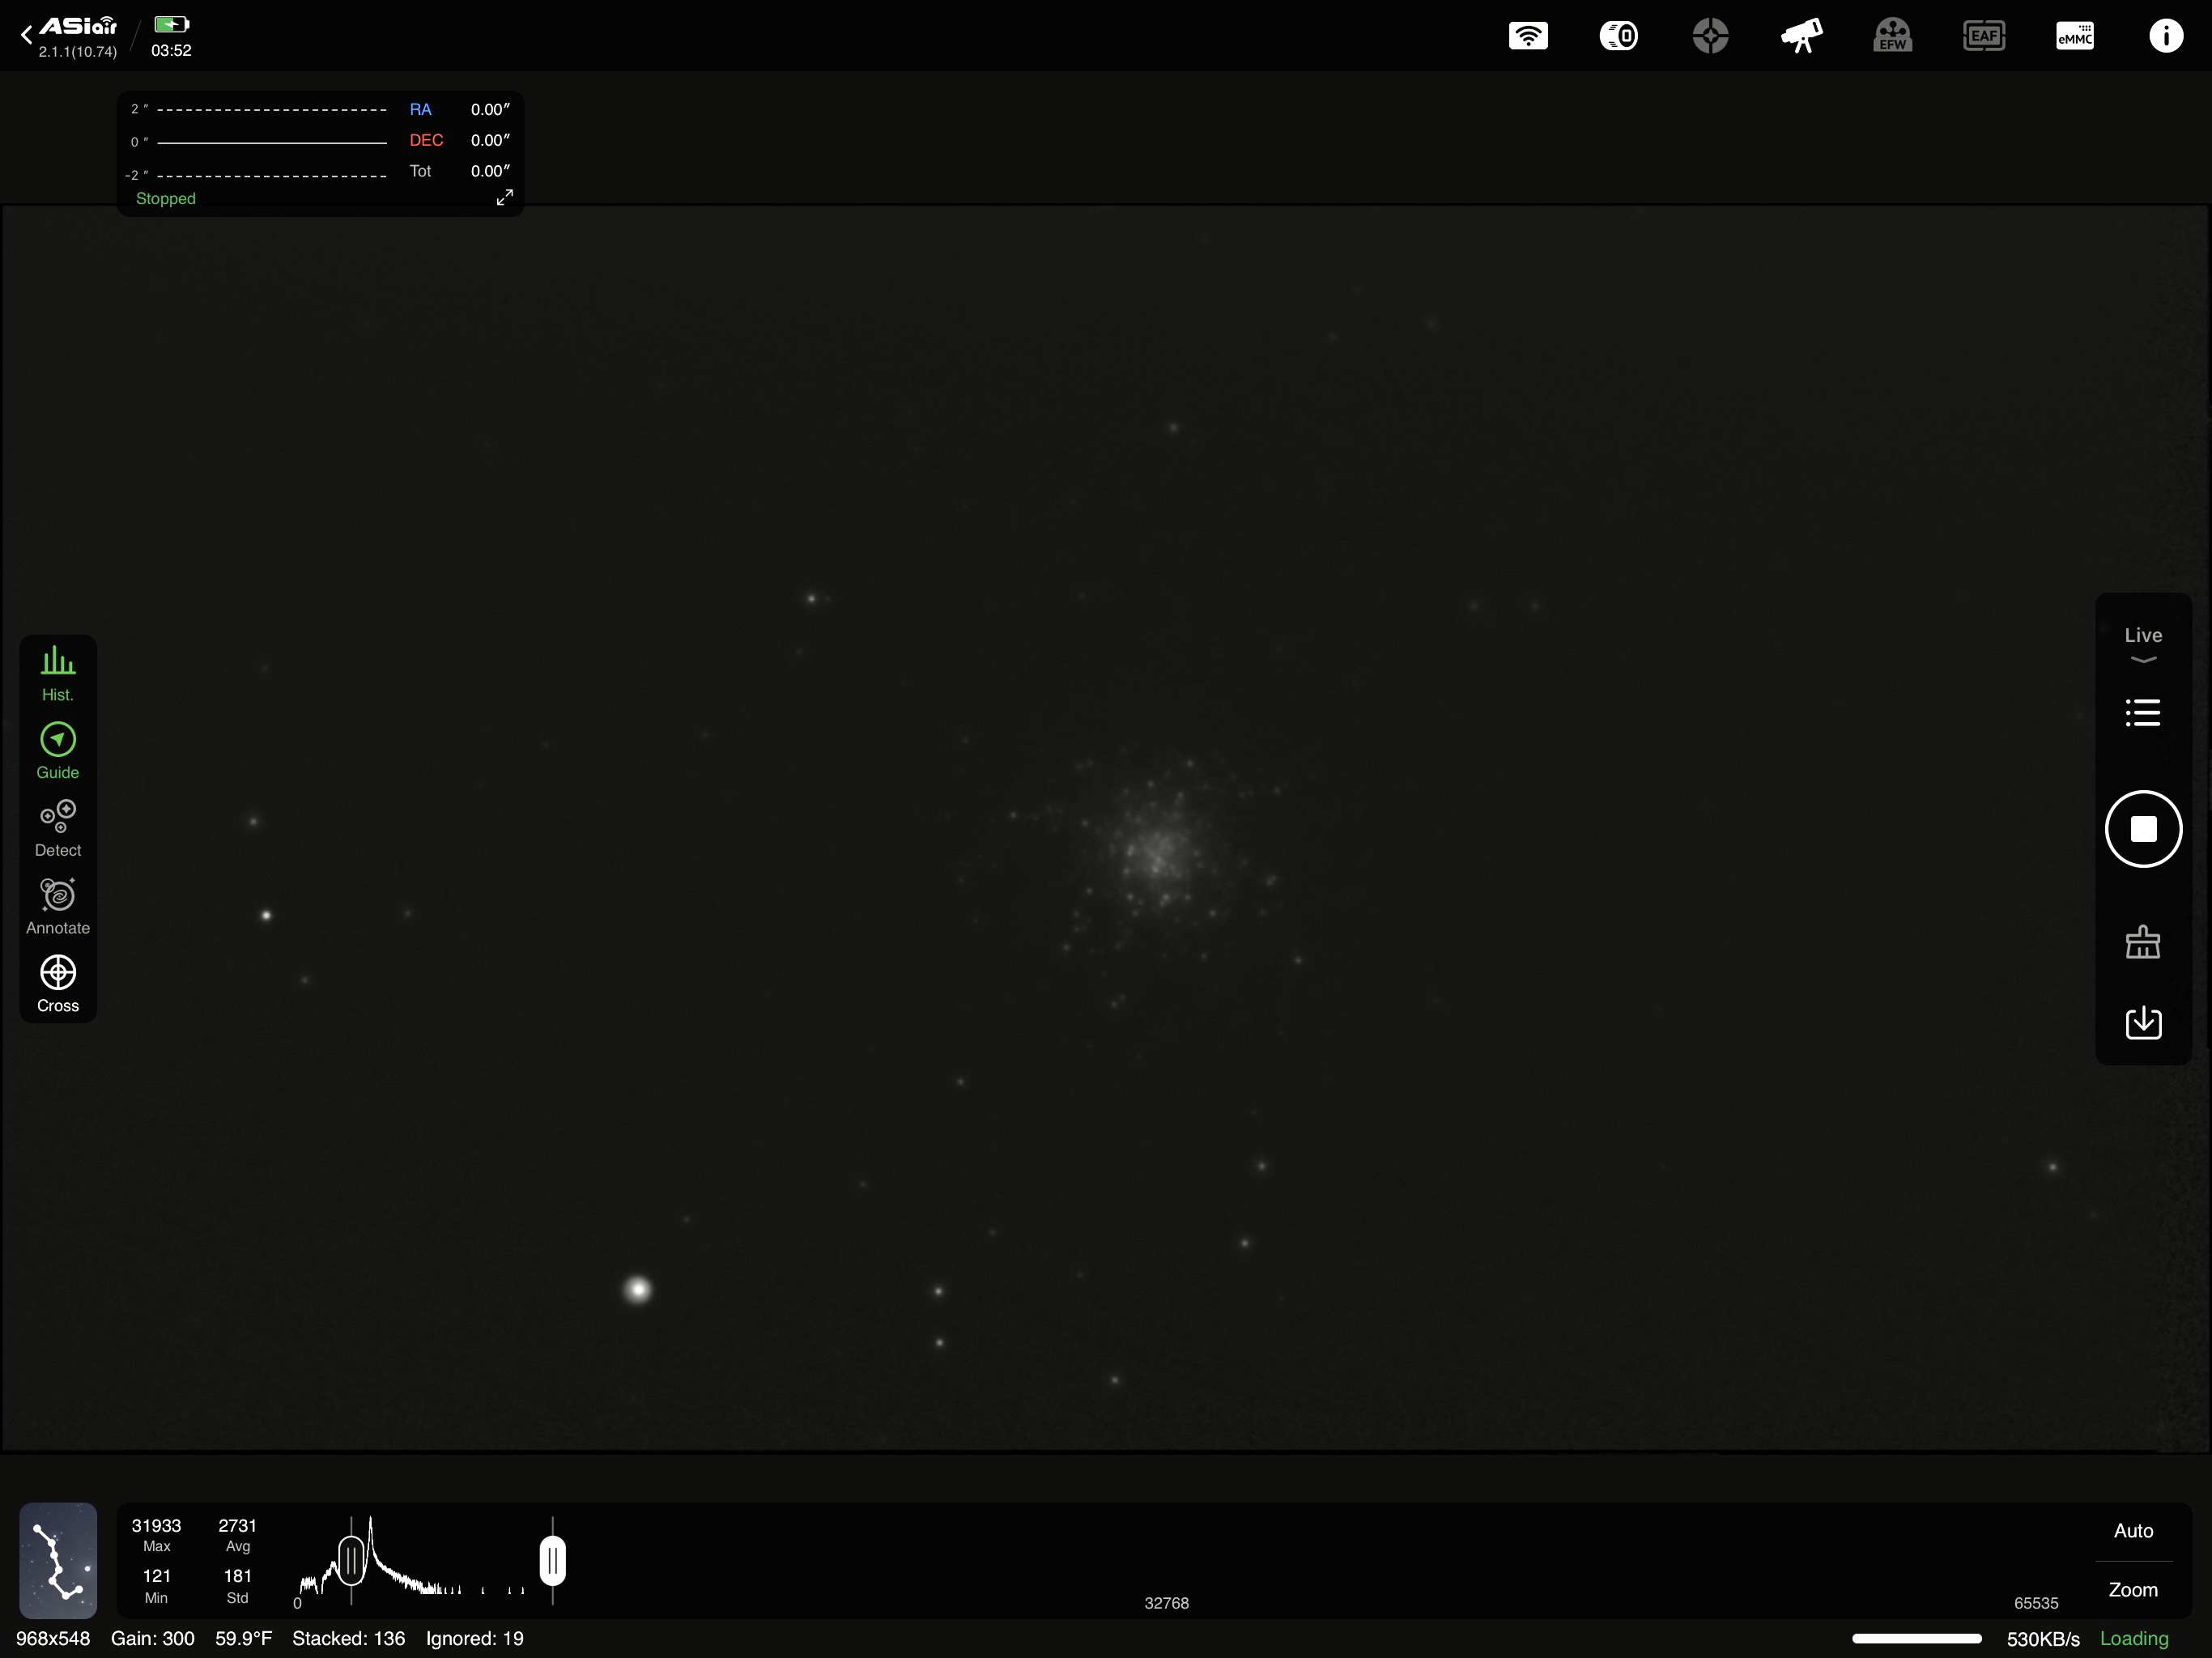 ASiair
2.1.1(10.74)
03:52
EFW
EAF
eMMC
2 "
0 "
-2 "
RA 0.00″
DEC 0.00″
Tot 0.00″
Stopped
Hist.
Guide
Detect
Annotate
Cross
Live
31933
Max
2731
Avg
121
Min
181
Std
0
32768
65535
Auto
Zoom
968x548 Gain: 300 59.9°F Stacked: 136 Ignored: 19
530KB/s Loading